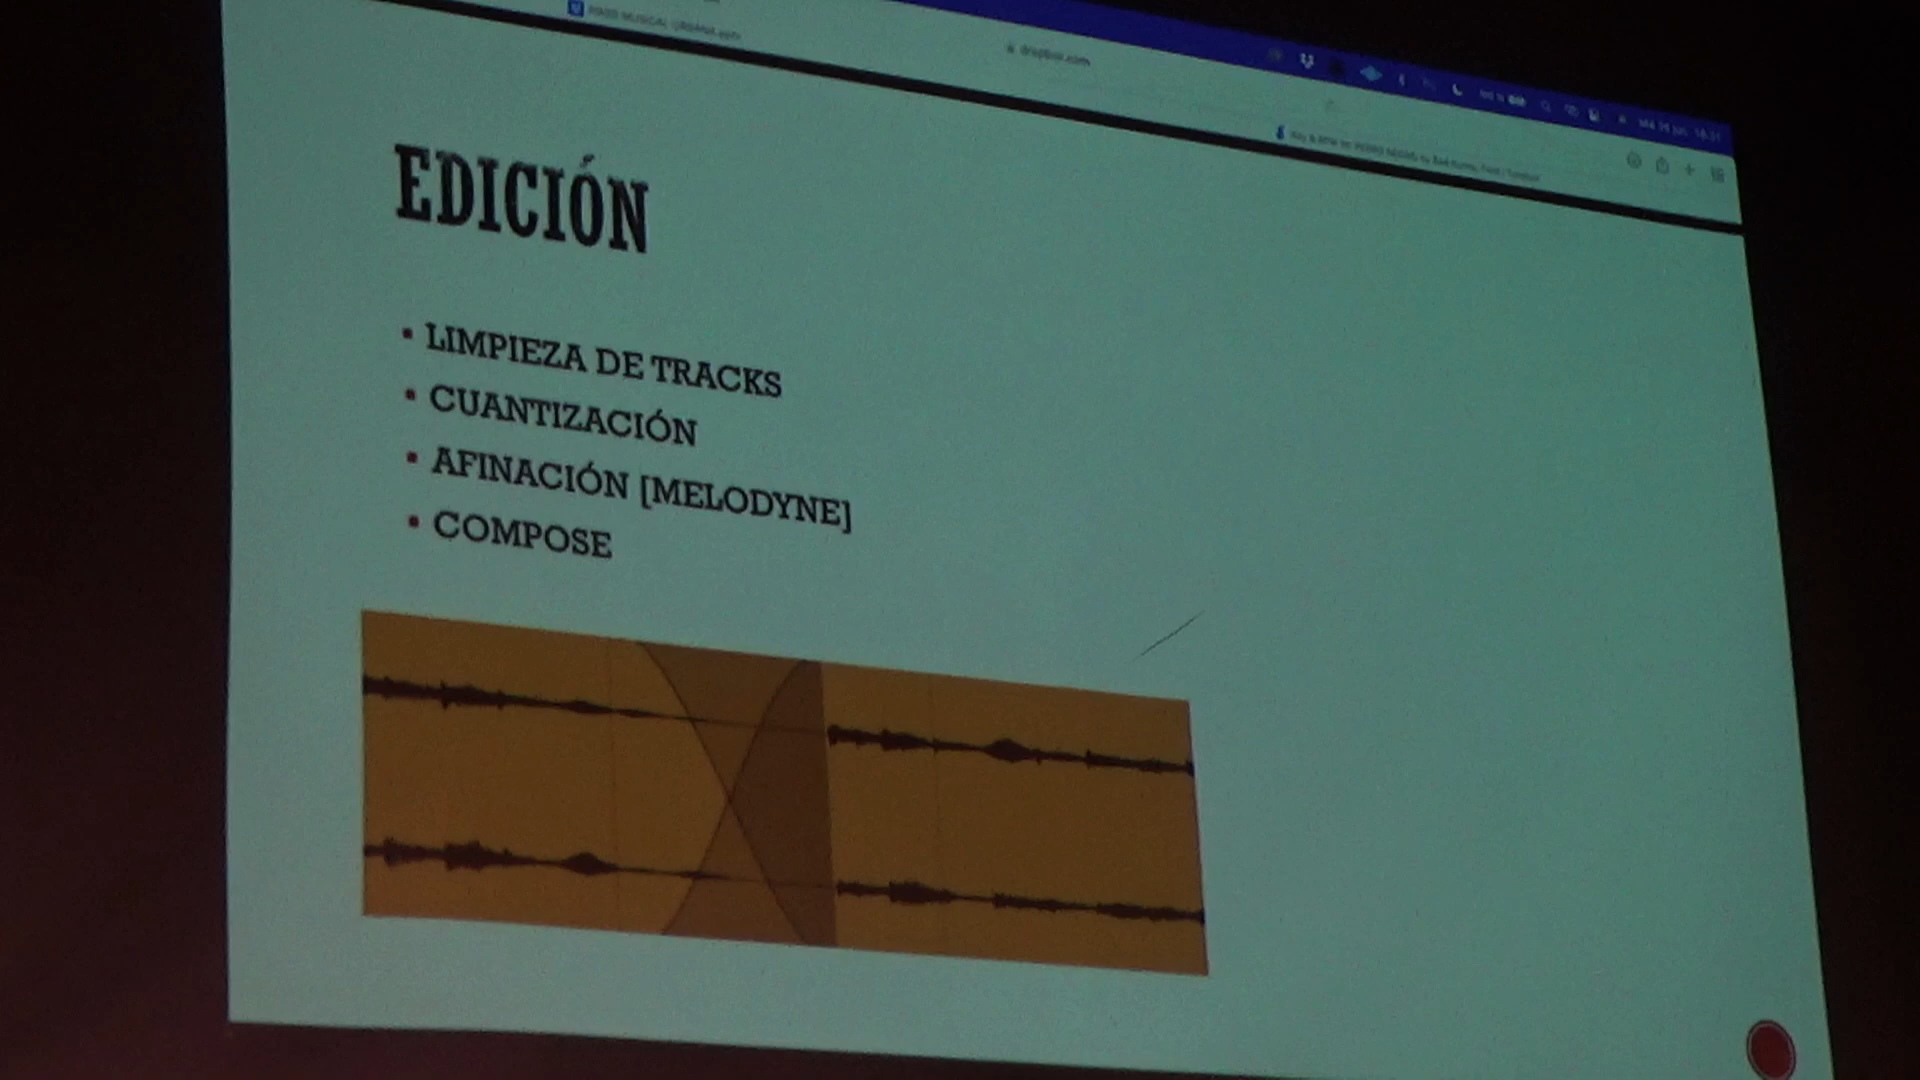 dropbox.com
EDICIÓN
▪ LIMPIEZA DE TRACKS
▪ CUANTIZACIÓN
▪ AFINACIÓN [MELODYNE]
▪ COMPOSE